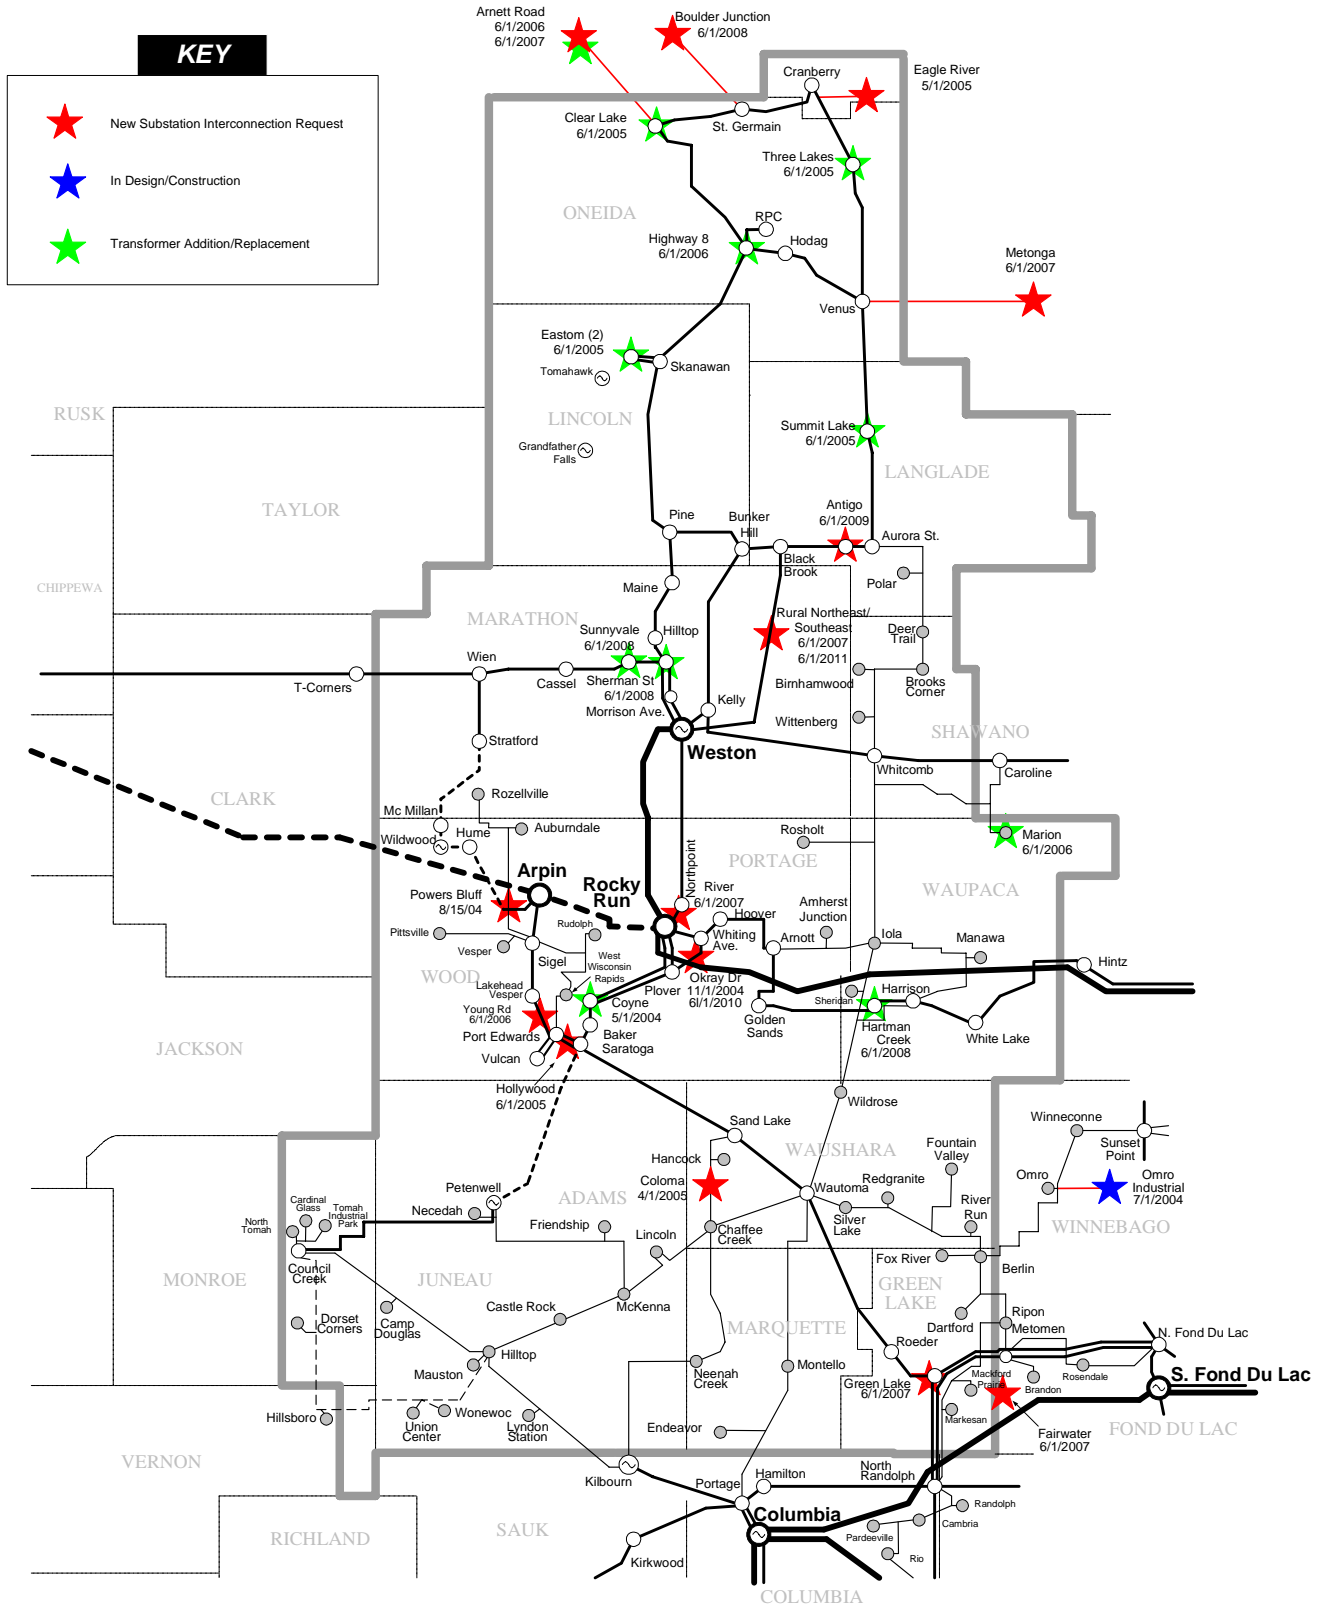 KEY
New Substation Interconnection Request
In Design/Construction
Transformer Addition/Replacement
Arnett Road
6/1/2006
6/1/2007
Boulder Junction
6/1/2008
Cranberry
Eagle River
5/1/2005
Clear Lake
6/1/2005
St. Germain
Three Lakes
6/1/2005
ONEIDA
RPC
Highway 8
6/1/2006
Hodag
Metonga
6/1/2007
Venus
Eastom (2)
6/1/2005
Skanawan
Tomahawk
RUSK
LINCOLN
Summit Lake
6/1/2005
Grandfather
Falls
LANGLADE
TAYLOR
Pine
Bunker
Hill
Antigo
6/1/2009
Aurora St.
Black
Brook
CHIPPEWA
Maine
Polar
MARATHON
Rural Northeast/
Southeast
6/1/2007
6/1/2011
Sunnyvale
6/1/2008
Hilltop
Deer
Trail
Wien
T-Corners
Cassel
Sherman St
6/1/2008
Morrison Ave.
Birnhamwood
Brooks
Corner
Kelly
Wittenberg
SHAWANO
Stratford
Weston
Whitcomb
Caroline
CLARK
Rozellville
Mc Millan
Wildwood
Hume
Auburndale
Rosholt
Marion
6/1/2006
PORTAGE
Northpoint
Arpin
Rocky
Run
WAUPACA
Powers Bluff
8/15/04
River
6/1/2007
Hoover
Amherst
Junction
Pittsville
Rudolph
Whiting
Ave.
Arnott
Iola
Manawa
Vesper
Sigel
West
Wisconsin
Rapids
WOOD
Hintz
Plover
Okray Dr
11/1/2004
6/1/2010
Lakehead
Vesper
Sheridan
Harrison
Young Rd
6/1/2006
Coyne
5/1/2004
Golden
Sands
Hartman
Creek
6/1/2008
White Lake
JACKSON
Port Edwards
Baker
Saratoga
Vulcan
Hollywood
6/1/2005
Wildrose
Sand Lake
Winneconne
WAUSHARA
Fountain
Valley
Sunset
Point
Hancock
Coloma
4/1/2005
Redgranite
Omro
Omro
Industrial
7/1/2004
Petenwell
ADAMS
Wautoma
Necedah
Cardinal
Glass
Tomah
Industrial
Park
North
Tomah
Friendship
Silver
Lake
River
Run
WINNEBAGO
Lincoln
Chaffee
Creek
Fox River
Berlin
Council
Creek
MONROE
JUNEAU
GREEN
LAKE
McKenna
Castle Rock
Dorset
Corners
Camp
Douglas
Dartford
Ripon
Metomen
MARQUETTE
Roeder
N. Fond Du Lac
Hilltop
Mauston
Neenah
Creek
Montello
Green Lake
6/1/2007
Mackford
Prairie
Brandon
Rosendale
S. Fond Du Lac
Hillsboro
Union
Center
Wonewoc
Lyndon
Station
Endeavor
Markesan
Fairwater
6/1/2007
FOND DU LAC
VERNON
Kilbourn
Portage
Hamilton
North
Randolph
Randolph
Columbia
Cambria
Pardeeville
Rio
RICHLAND
SAUK
Kirkwood
COLUMBIA